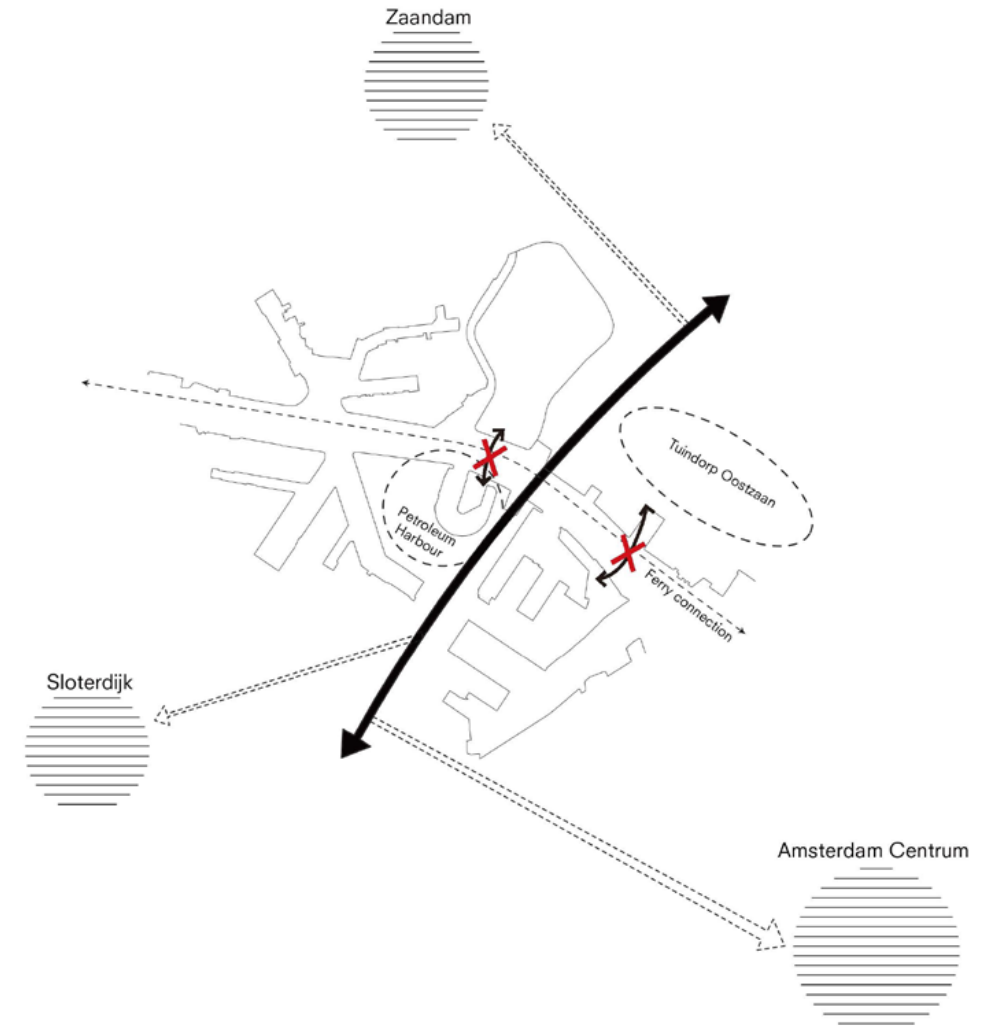 Zaandam
Tuindorp Oostzaan
Petroleum
Harbour
Ferry connection
Sloterdijk
Amsterdam Centrum